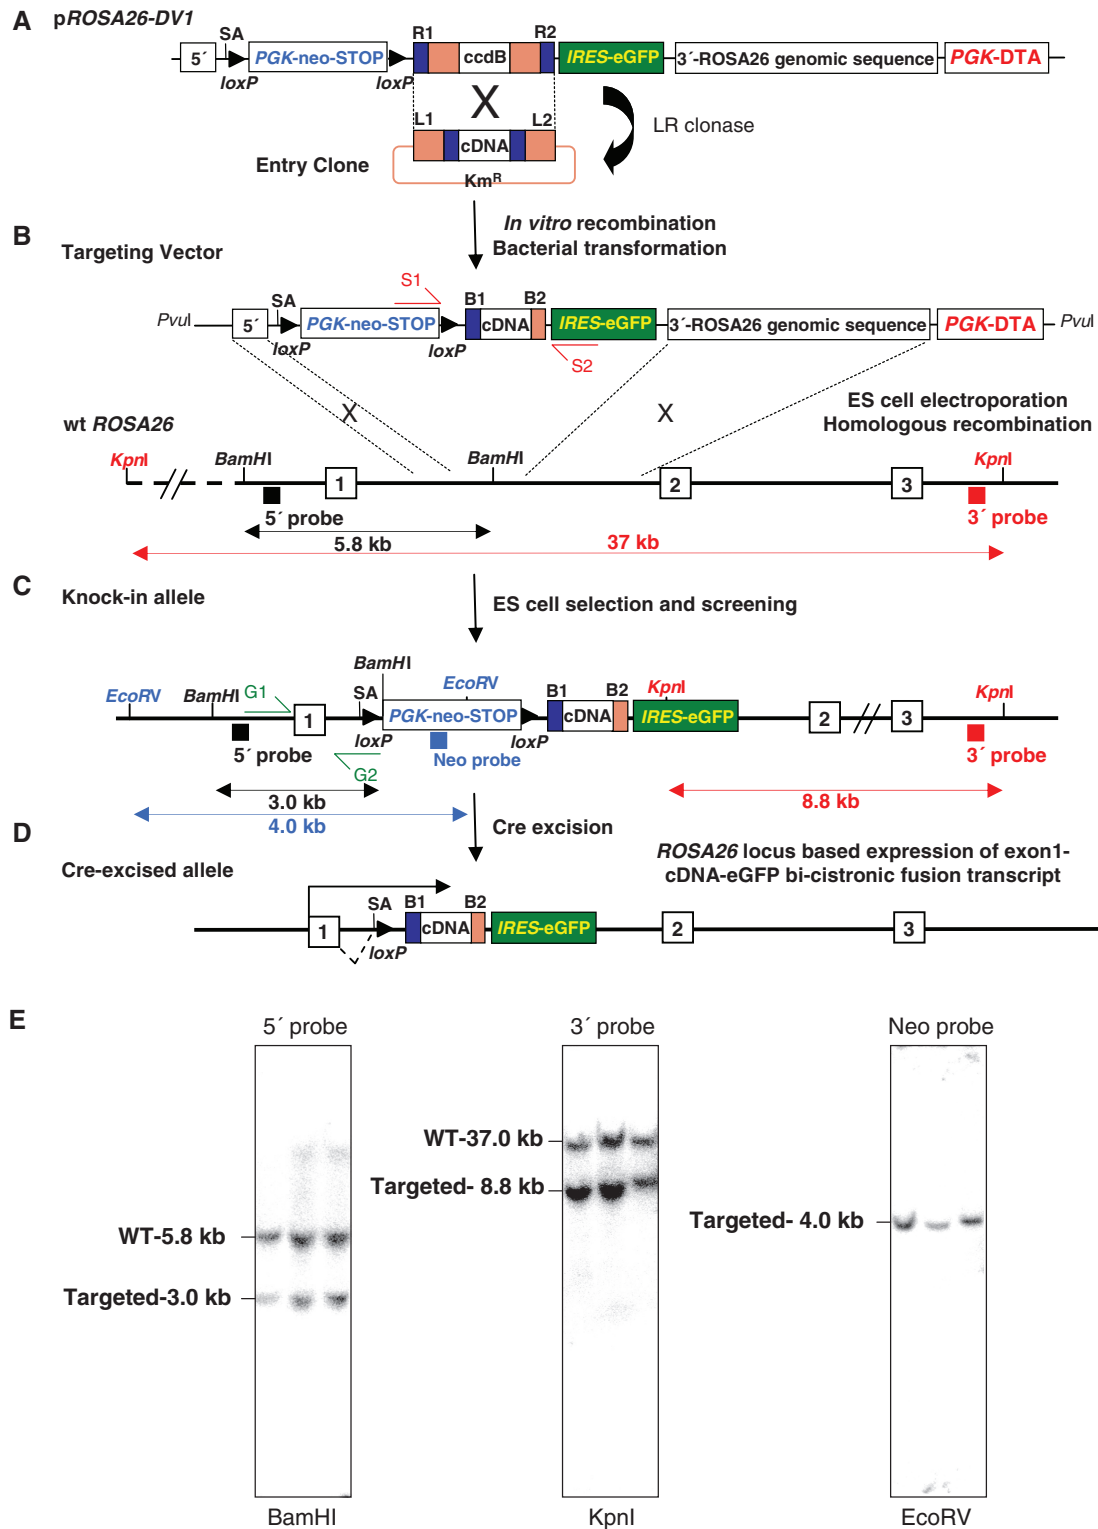 A
pROSA26-DV1
SA
R1
R2
5´
PGK-neo-STOP
ccdB
IRES-eGFP
3´-ROSA26 genomic sequence
PGK-DTA
loxP
loxP
X
L1
L2
cDNA
LR clonase
Entry Clone
KmR
In vitro recombination
Bacterial transformation
B
Targeting Vector
S1
SA
B1
B2
PvuI
5´
PGK-neo-STOP
cDNA
IRES-eGFP
3´-ROSA26 genomic sequence
PGK-DTA
PvuI
loxP
loxP
S2
X
X
ES cell electroporation
Homologous recombination
wt ROSA26
KpnI
BamHI
BamHI
KpnI
1
2
3
5´ probe
3´ probe
5.8 kb
37 kb
C
Knock-in allele
ES cell selection and screening
BamHI
EcoRV
BamHI
G1
SA
EcoRV
B1
B2
KpnI
KpnI
1
PGK-neo-STOP
cDNA
IRES-eGFP
2
3
loxP
loxP
5´ probe
G2
Neo probe
3´ probe
3.0 kb
8.8 kb
4.0 kb
Cre excision
D
Cre-excised allele
ROSA26 locus based expression of exon1-
cDNA-eGFP bi-cistronic fusion transcript
SA
B1
B2
1
cDNA
IRES-eGFP
2
3
loxP
E
5´ probe
3´ probe
Neo probe
WT-37.0 kb
Targeted- 8.8 kb
Targeted- 4.0 kb
WT-5.8 kb
Targeted-3.0 kb
BamHI
KpnI
EcoRV